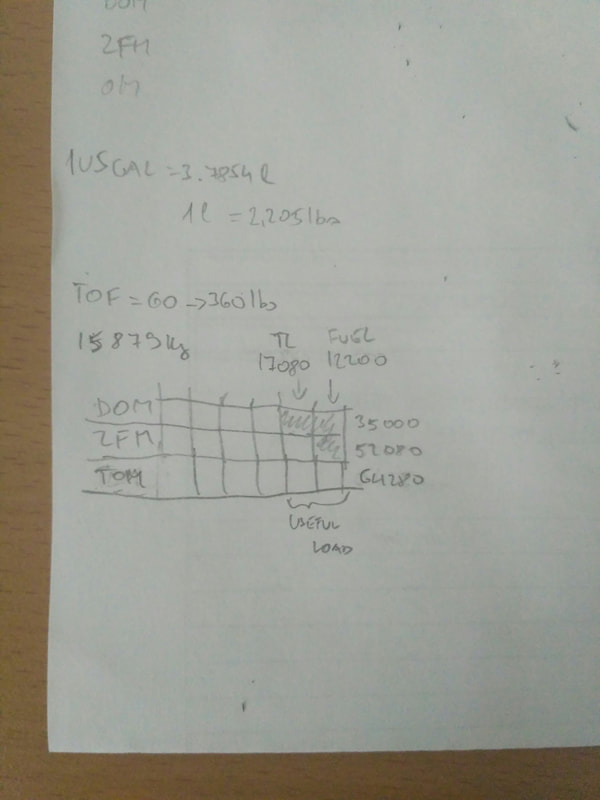 DOM
ZFM
OM
1USGAL = 3.7854 l
1l = 2,205 lbs
TOF = GO -> 360 lbs
15879 kg
TL FUEL
17080 12200
DOM 35000
ZFM 52080
TOM 64280
USEFUL
LOAD